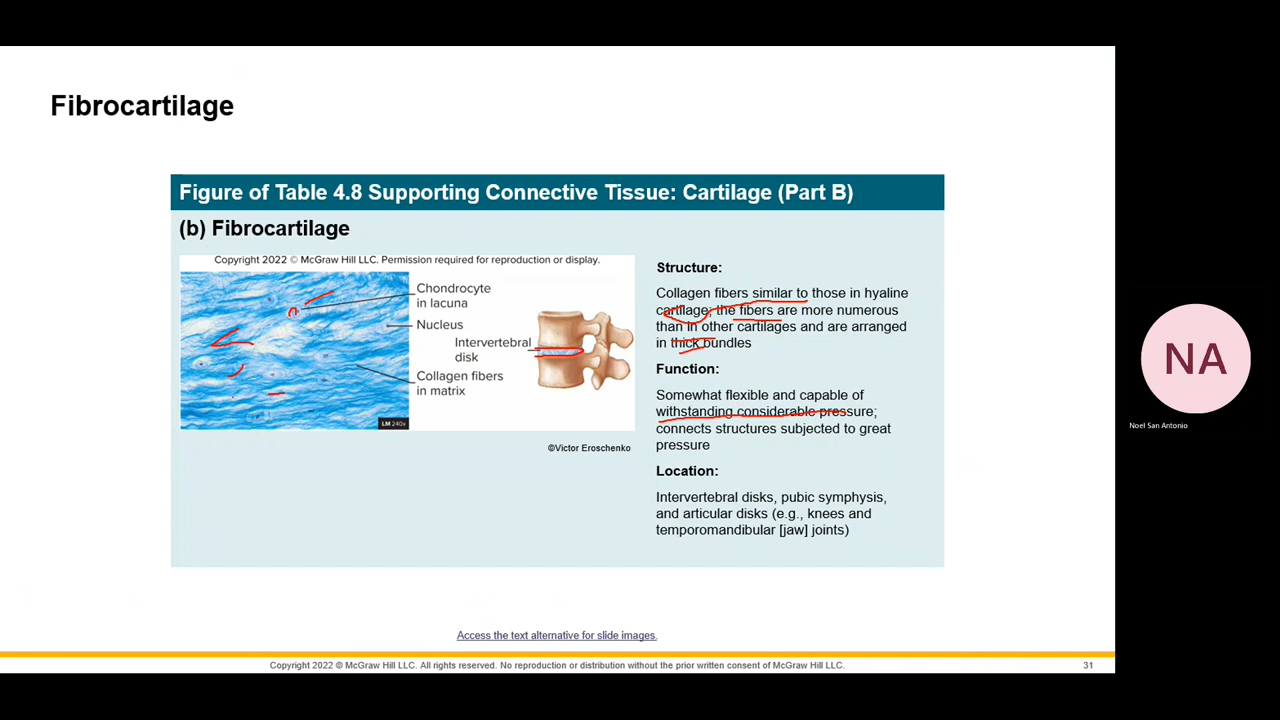 Fibrocartilage
Figure of Table 4.8 Supporting Connective Tissue: Cartilage (Part B)
(b) Fibrocartilage
Copyright 2022 © McGraw Hill LLC. Permission required for reproduction or display.
Chondrocyte
in lacuna
Nucleus
Intervertebral
disk
Collagen fibers
in matrix
LM 240x
©Victor Eroschenko
Structure:
Collagen fibers similar to those in hyaline
cartilage; the fibers are more numerous
than in other cartilages and are arranged
in thick bundles
Function:
Somewhat flexible and capable of
withstanding considerable pressure;
connects structures subjected to great
pressure
Location:
Intervertebral disks, pubic symphysis,
and articular disks (e.g., knees and
temporomandibular [jaw] joints)
NA
Noel San Antonio
Access the text alternative for slide images.
Copyright 2022 © McGraw Hill LLC. All rights reserved. No reproduction or distribution without the prior written consent of McGraw Hill LLC.
31